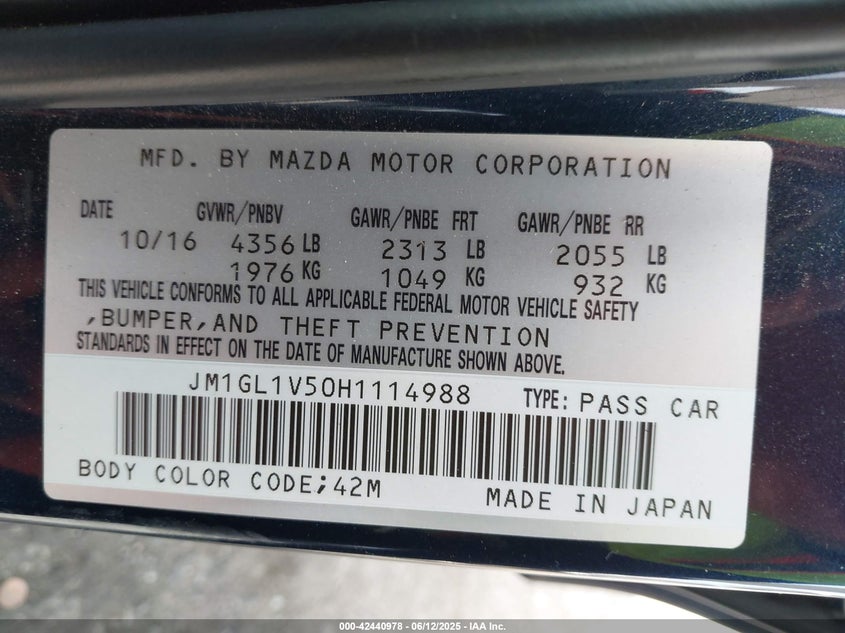 MFD. BY MAZDA MOTOR CORPORATION
DATE GVWR/PNBV GAWR/PNBE FRT GAWR/PNBE RR
10/16 4356 LB 2313 LB 2055 LB
1976 KG 1049 KG 932 KG
THIS VEHICLE CONFORMS TO ALL APPLICABLE FEDERAL MOTOR VEHICLE SAFETY
,BUMPER,AND THEFT PREVENTION
STANDARDS IN EFFECT ON THE DATE OF MANUFACTURE SHOWN ABOVE.
JM1GL1V50H1114988 TYPE: PASS CAR
BODY COLOR CODE;42M MADE IN JAPAN
000-42440978 - 06/12/2025 - IAA Inc.